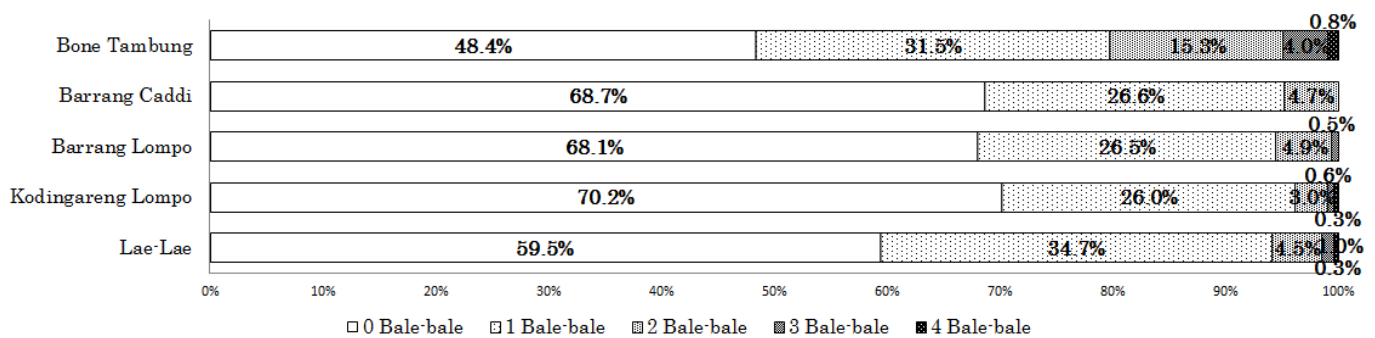 0.8%
Bone Tambung 48.4% 31.5% 15.3% 4.0%
Barrang Caddi 68.7% 26.6% 4.7%
0.5%
Barrang Lompo 68.1% 26.5% 4.9%
0.6%
Kodingareng Lompo 70.2% 26.0% 3.0%
0.3%
Lae-Lae 59.5% 34.7% 4.5% 1.0%
0.3%
0% 10% 20% 30% 40% 50% 60% 70% 80% 90% 100%
0 Bale-bale 1 Bale-bale 2 Bale-bale 3 Bale-bale 4 Bale-bale